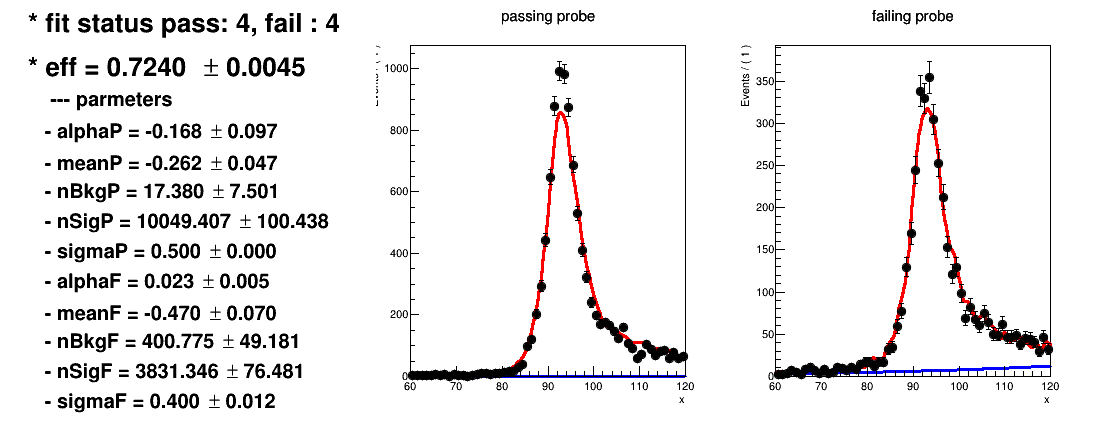 * fit status pass: 4, fail : 4
* eff = 0.7240 ± 0.0045
--- parmeters
- alphaP = -0.168 ± 0.097
- meanP = -0.262 ± 0.047
- nBkgP = 17.380 ± 7.501
- nSigP = 10049.407 ± 100.438
- sigmaP = 0.500 ± 0.000
- alphaF = 0.023 ± 0.005
- meanF = -0.470 ± 0.070
- nBkgF = 400.775 ± 49.181
- nSigF = 3831.346 ± 76.481
- sigmaF = 0.400 ± 0.012
passing probe
1000
800
600
400
200
0
60 70 80 90 100 110 120
x
failing probe
Events / ( 1 )
350
300
250
200
150
100
50
0
60 70 80 90 100 110 120
x